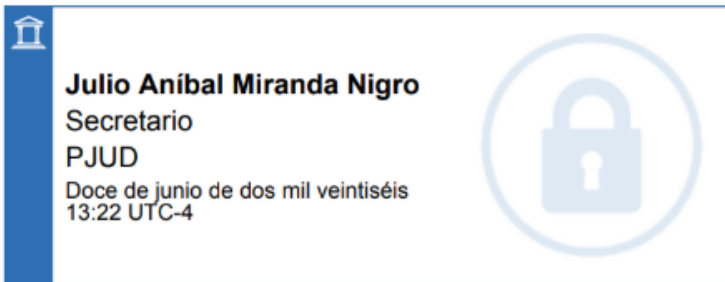 Julio Aníbal Miranda Nigro
Secretario
PJUD
Doce de junio de dos mil veintiséis
13:22 UTC-4